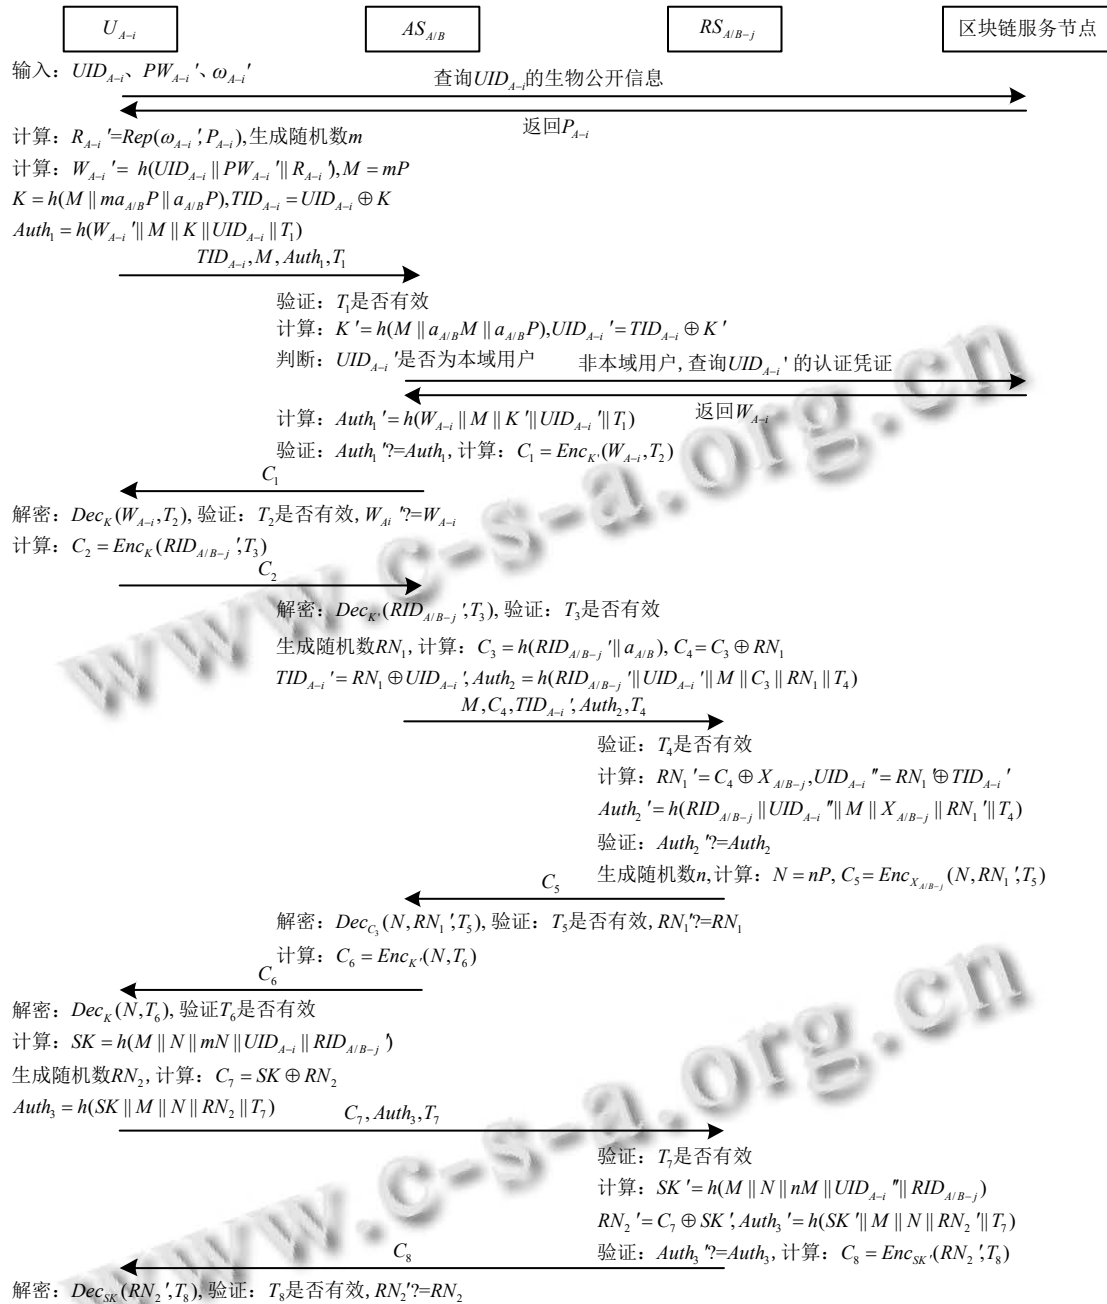 U_{A-i} AS_{A/B} RS_{A/B-j} 区块链服务节点
输入：UID_{A-i}、PW_{A-i}'、ω_{A-i}'
查询UID_{A-i}的生物公开信息
返回P_{A-i}
计算：R_{A-i}'=Rep(ω_{A-i}',P_{A-i}),生成随机数m
计算：W_{A-i}'= h(UID_{A-i}||PW_{A-i}'||R_{A-i}'),M=mP
K=h(M||ma_{A/B}P||a_{A/B}P),TID_{A-i}=UID_{A-i}⊕K
Auth_1=h(W_{A-i}'||M||K||UID_{A-i}||T_1)
TID_{A-i},M,Auth_1,T_1
验证：T_1是否有效
计算：K'=h(M||a_{A/B}M||a_{A/B}P),UID_{A-i}'=TID_{A-i}⊕K'
判断：UID_{A-i}'是否为本域用户
非本域用户,查询UID_{A-i}'的认证凭证
返回W_{A-i}
计算：Auth_1'=h(W_{A-i}||M||K'||UID_{A-i}'||T_1)
验证：Auth_1'?=Auth_1,计算：C_1=Enc_{K'}(W_{A-i},T_2)
C_1
解密：Dec_K(W_{A-i},T_2),验证：T_2是否有效,W_{Ai}'?=W_{A-i}
计算：C_2=Enc_K(RID_{A/B-j}',T_3)
C_2
解密：Dec_{K'}(RID_{A/B-j}',T_3),验证：T_3是否有效
生成随机数RN_1,计算：C_3=h(RID_{A/B-j}'||a_{A/B}),C_4=C_3⊕RN_1
TID_{A-i}'=RN_1⊕UID_{A-i}',Auth_2=h(RID_{A/B-j}'||UID_{A-i}'||M||C_3||RN_1||T_4)
M,C_4,TID_{A-i}',Auth_2,T_4
验证：T_4是否有效
计算：RN_1'=C_4⊕X_{A/B-j},UID_{A-i}''=RN_1'⊕TID_{A-i}'
Auth_2'=h(RID_{A/B-j}||UID_{A-i}''||M||X_{A/B-j}||RN_1'||T_4)
验证：Auth_2'?=Auth_2
生成随机数n,计算：N=nP,C_5=Enc_{X_{A/B-j}}(N,RN_1',T_5)
C_5
解密：Dec_{C_3}(N,RN_1',T_5),验证：T_5是否有效,RN_1'?=RN_1
计算：C_6=Enc_{K'}(N,T_6)
C_6
解密：Dec_K(N,T_6),验证T_6是否有效
计算：SK=h(M||N||mN||UID_{A-i}||RID_{A/B-j}')
生成随机数RN_2,计算：C_7=SK⊕RN_2
Auth_3=h(SK||M||N||RN_2||T_7)
C_7,Auth_3,T_7
验证：T_7是否有效
计算：SK'=h(M||N||nM||UID_{A-i}''||RID_{A/B-j})
RN_2'=C_7⊕SK',Auth_3'=h(SK'||M||N||RN_2'||T_7)
验证：Auth_3'?=Auth_3,计算：C_8=Enc_{SK'}(RN_2',T_8)
C_8
解密：Dec_{SK}(RN_2',T_8),验证：T_8是否有效,RN_2'?=RN_2
www.c-s-a.org.cn
www.c-s-a.org.cn